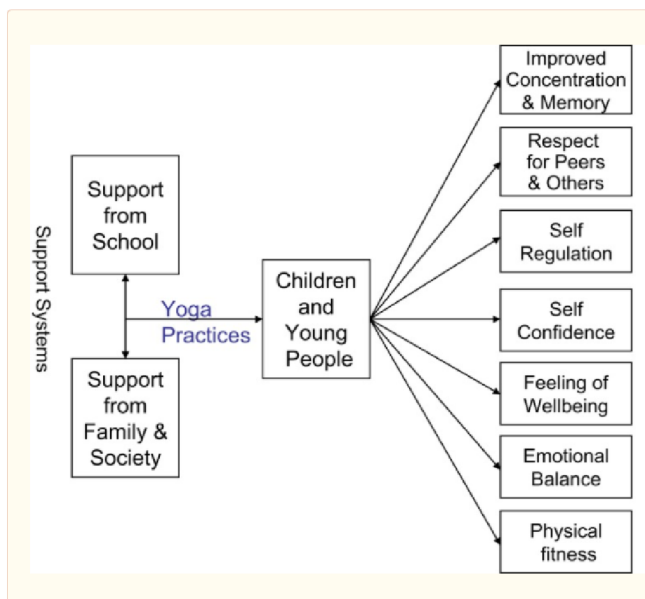 Support Systems
Support
from
School
Support
from
Family &
Society
Yoga
Practices
Children
and
Young
People
Improved
Concentration
& Memory
Respect
for Peers
& Others
Self
Regulation
Self
Confidence
Feeling of
Wellbeing
Emotional
Balance
Physical
fitness